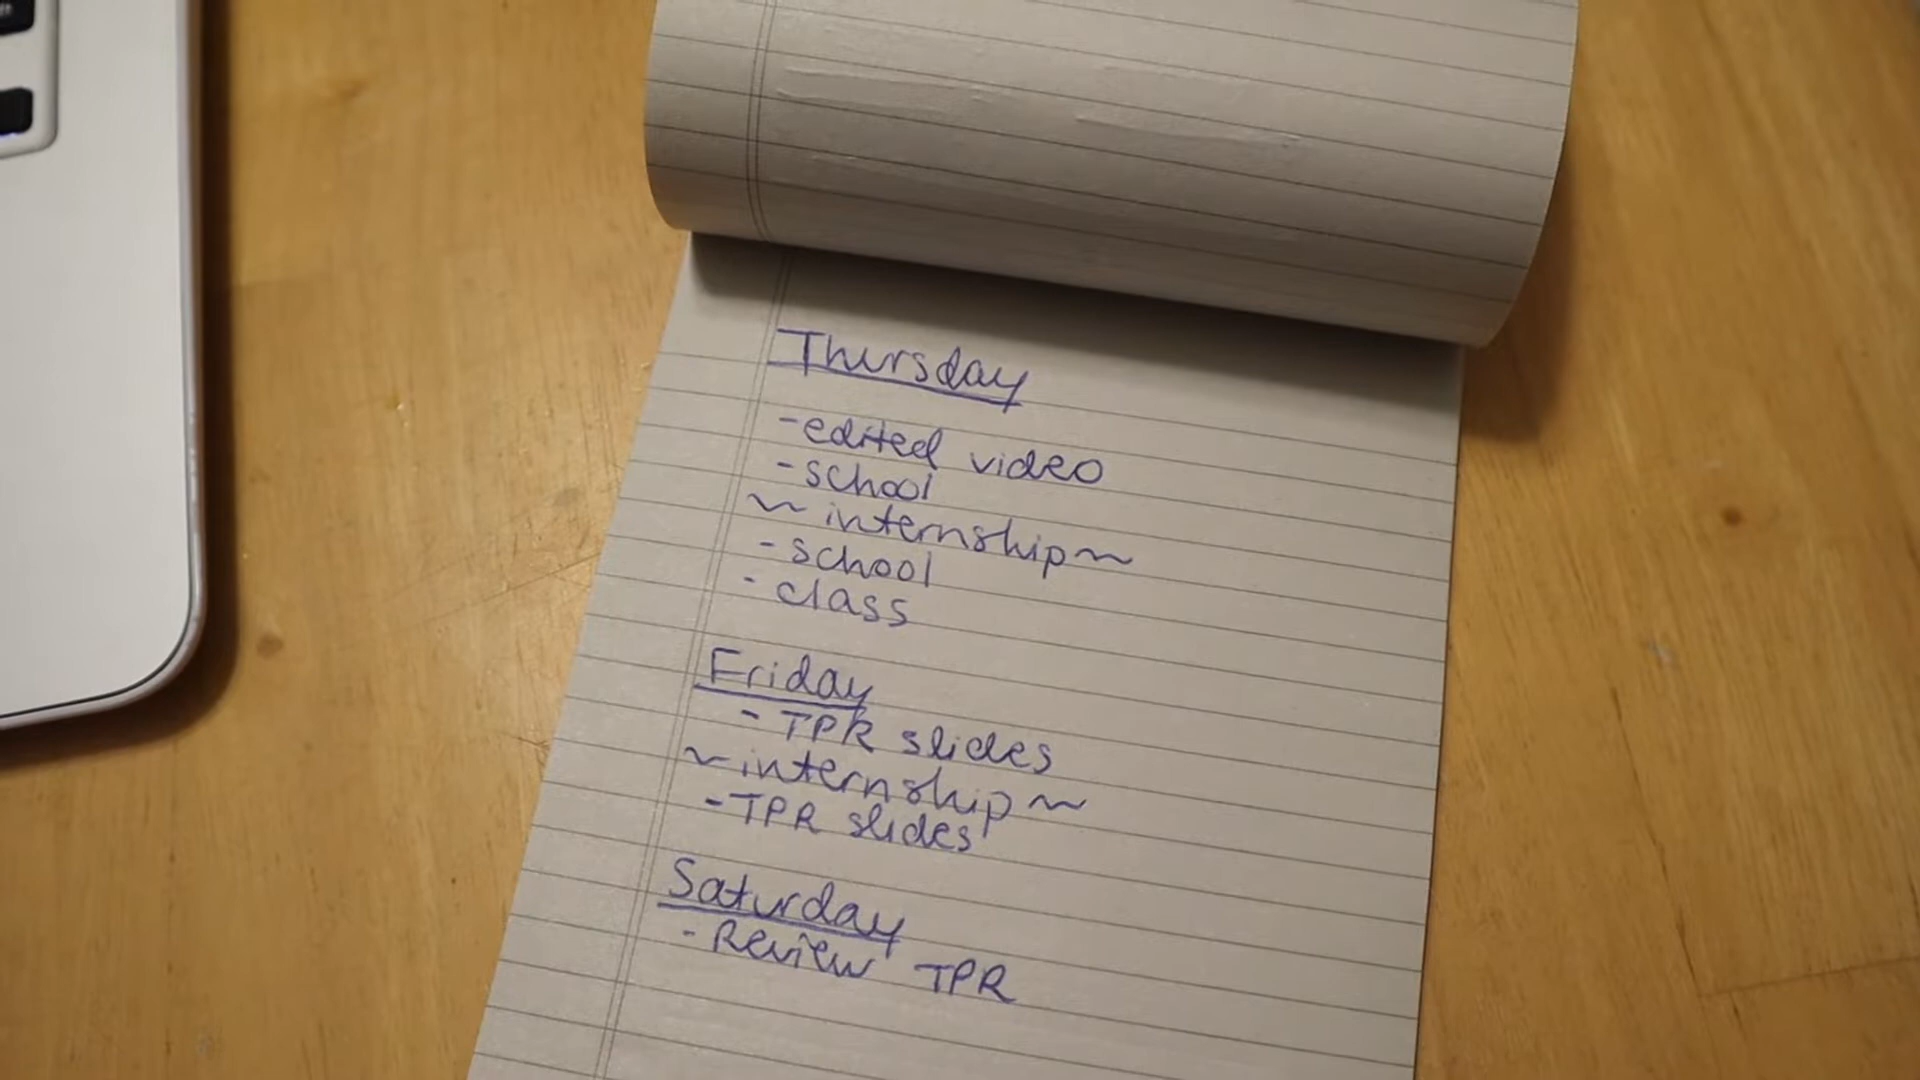 Thursday
- edited video
- school
~ internship ~
- school
- class
Friday
- TPR slides
~ internship ~
- TPR slides
Saturday
- Review TPR